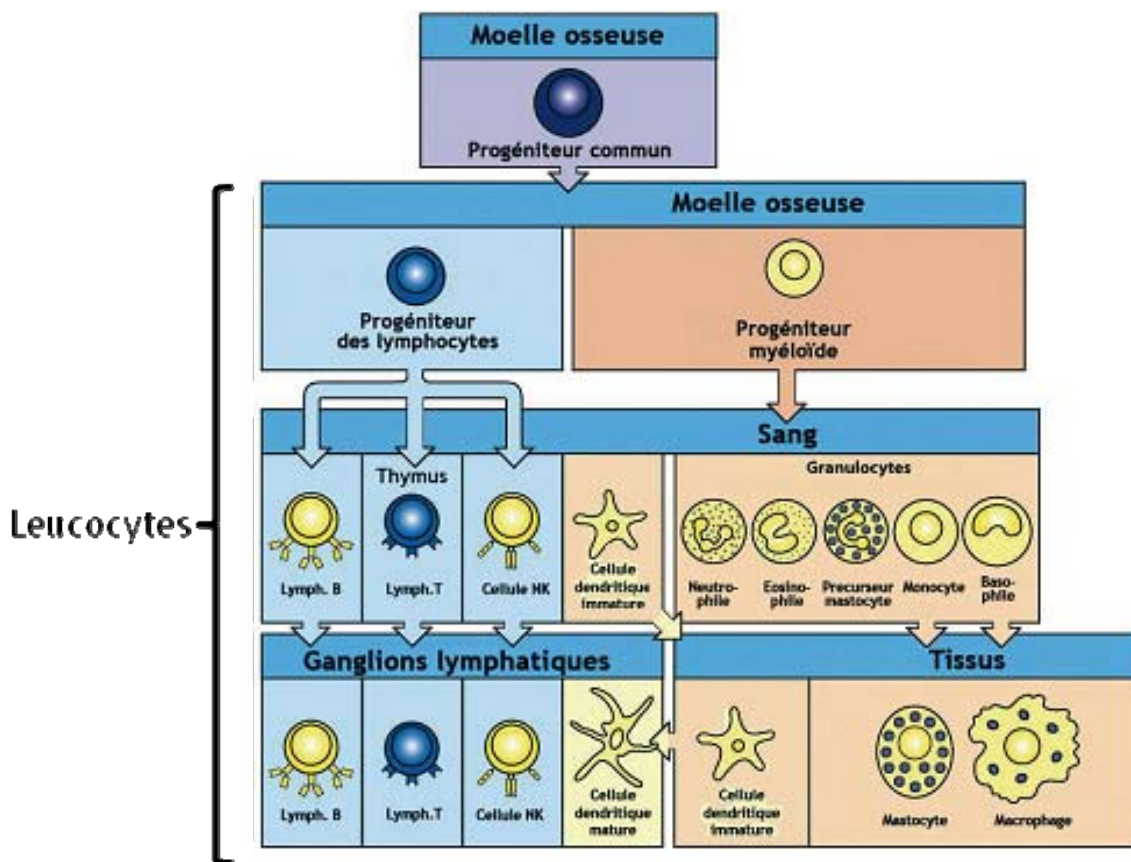 Moelle osseuse
Progéniteur commun
Moelle osseuse
Progéniteur
des lymphocytes
Progéniteur
myéloïde
Sang
Thymus
Granulocytes
Leucocytes
Lymph. B
Lymph.T
Cellule NK
Cellule
dendritique
immature
Neutro-
phile
Eosino-
phile
Precurseur
mastocyte
Monocyte
Baso-
phile
Ganglions lymphatiques
Tissus
Lymph. B
Lymph.T
Cellule NK
Cellule
dendritique
mature
Cellule
dendritique
immature
Mastocyte
Macrophage